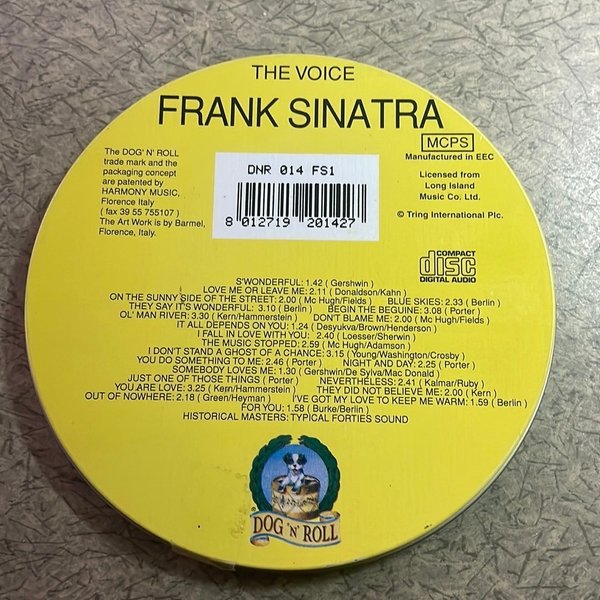 THE VOICE
FRANK SINATRA
MCPS
Manufactured in EEC
Licensed from
Long Island
Music Co. Ltd.
© Tring International Plc.
The DOG' N' ROLL
trade mark and the
packaging concept
are patented by
HARMONY MUSIC,
Florence Italy
( fax 39 55 755107 )
The Art Work is by Barmel,
Florence, Italy.
DNR 014 FS1
8 012719 201427
COMPACT
disc
DIGITAL AUDIO
S'WONDERFUL: 1.42 ( Gershwin )
LOVE ME OR LEAVE ME: 2.11 ( Donaldson/Kahn )
ON THE SUNNY SIDE OF THE STREET: 2.00 ( Mc Hugh/Fields ) BLUE SKIES: 2.33 ( Berlin )
THEY SAY IT'S WONDERFUL: 3.10 ( Berlin ) BEGIN THE BEGUINE: 3.08 ( Porter )
OL' MAN RIVER: 3.30 ( Kern/Hammerstein ) DON'T BLAME ME: 2.00 ( Mc Hugh/Fields )
IT ALL DEPENDS ON YOU: 1.24 ( Desyukva/Brown/Henderson )
I FALL IN LOVE WITH YOU: 2.40 ( Loesser/Sherwin )
THE MUSIC STOPPED: 2.59 ( Mc Hugh/Adamson )
I DON'T STAND A GHOST OF A CHANCE: 3.15 ( Young/Washington/Crosby )
YOU DO SOMETHING TO ME: 2.46 ( Porter ) NIGHT AND DAY: 2.25 ( Porter )
SOMEBODY LOVES ME: 1.30 ( Gershwin/De Sylva/Mac Donald )
JUST ONE OF THOSE THINGS ( Porter ) NEVERTHELESS: 2.41 ( Kalmar/Ruby )
YOU ARE LOVE: 3.25 ( Kern/Hammerstein ) THEY DID NOT BELIEVE ME: 2.00 ( Kern )
OUT OF NOWHERE: 2.18 ( Green/Heyman ) I'VE GOT MY LOVE TO KEEP ME WARM: 1.59 ( Berlin )
FOR YOU: 1.58 ( Burke/Berlin )
HISTORICAL MASTERS: TYPICAL FORTIES SOUND
DOG 'N' ROLL